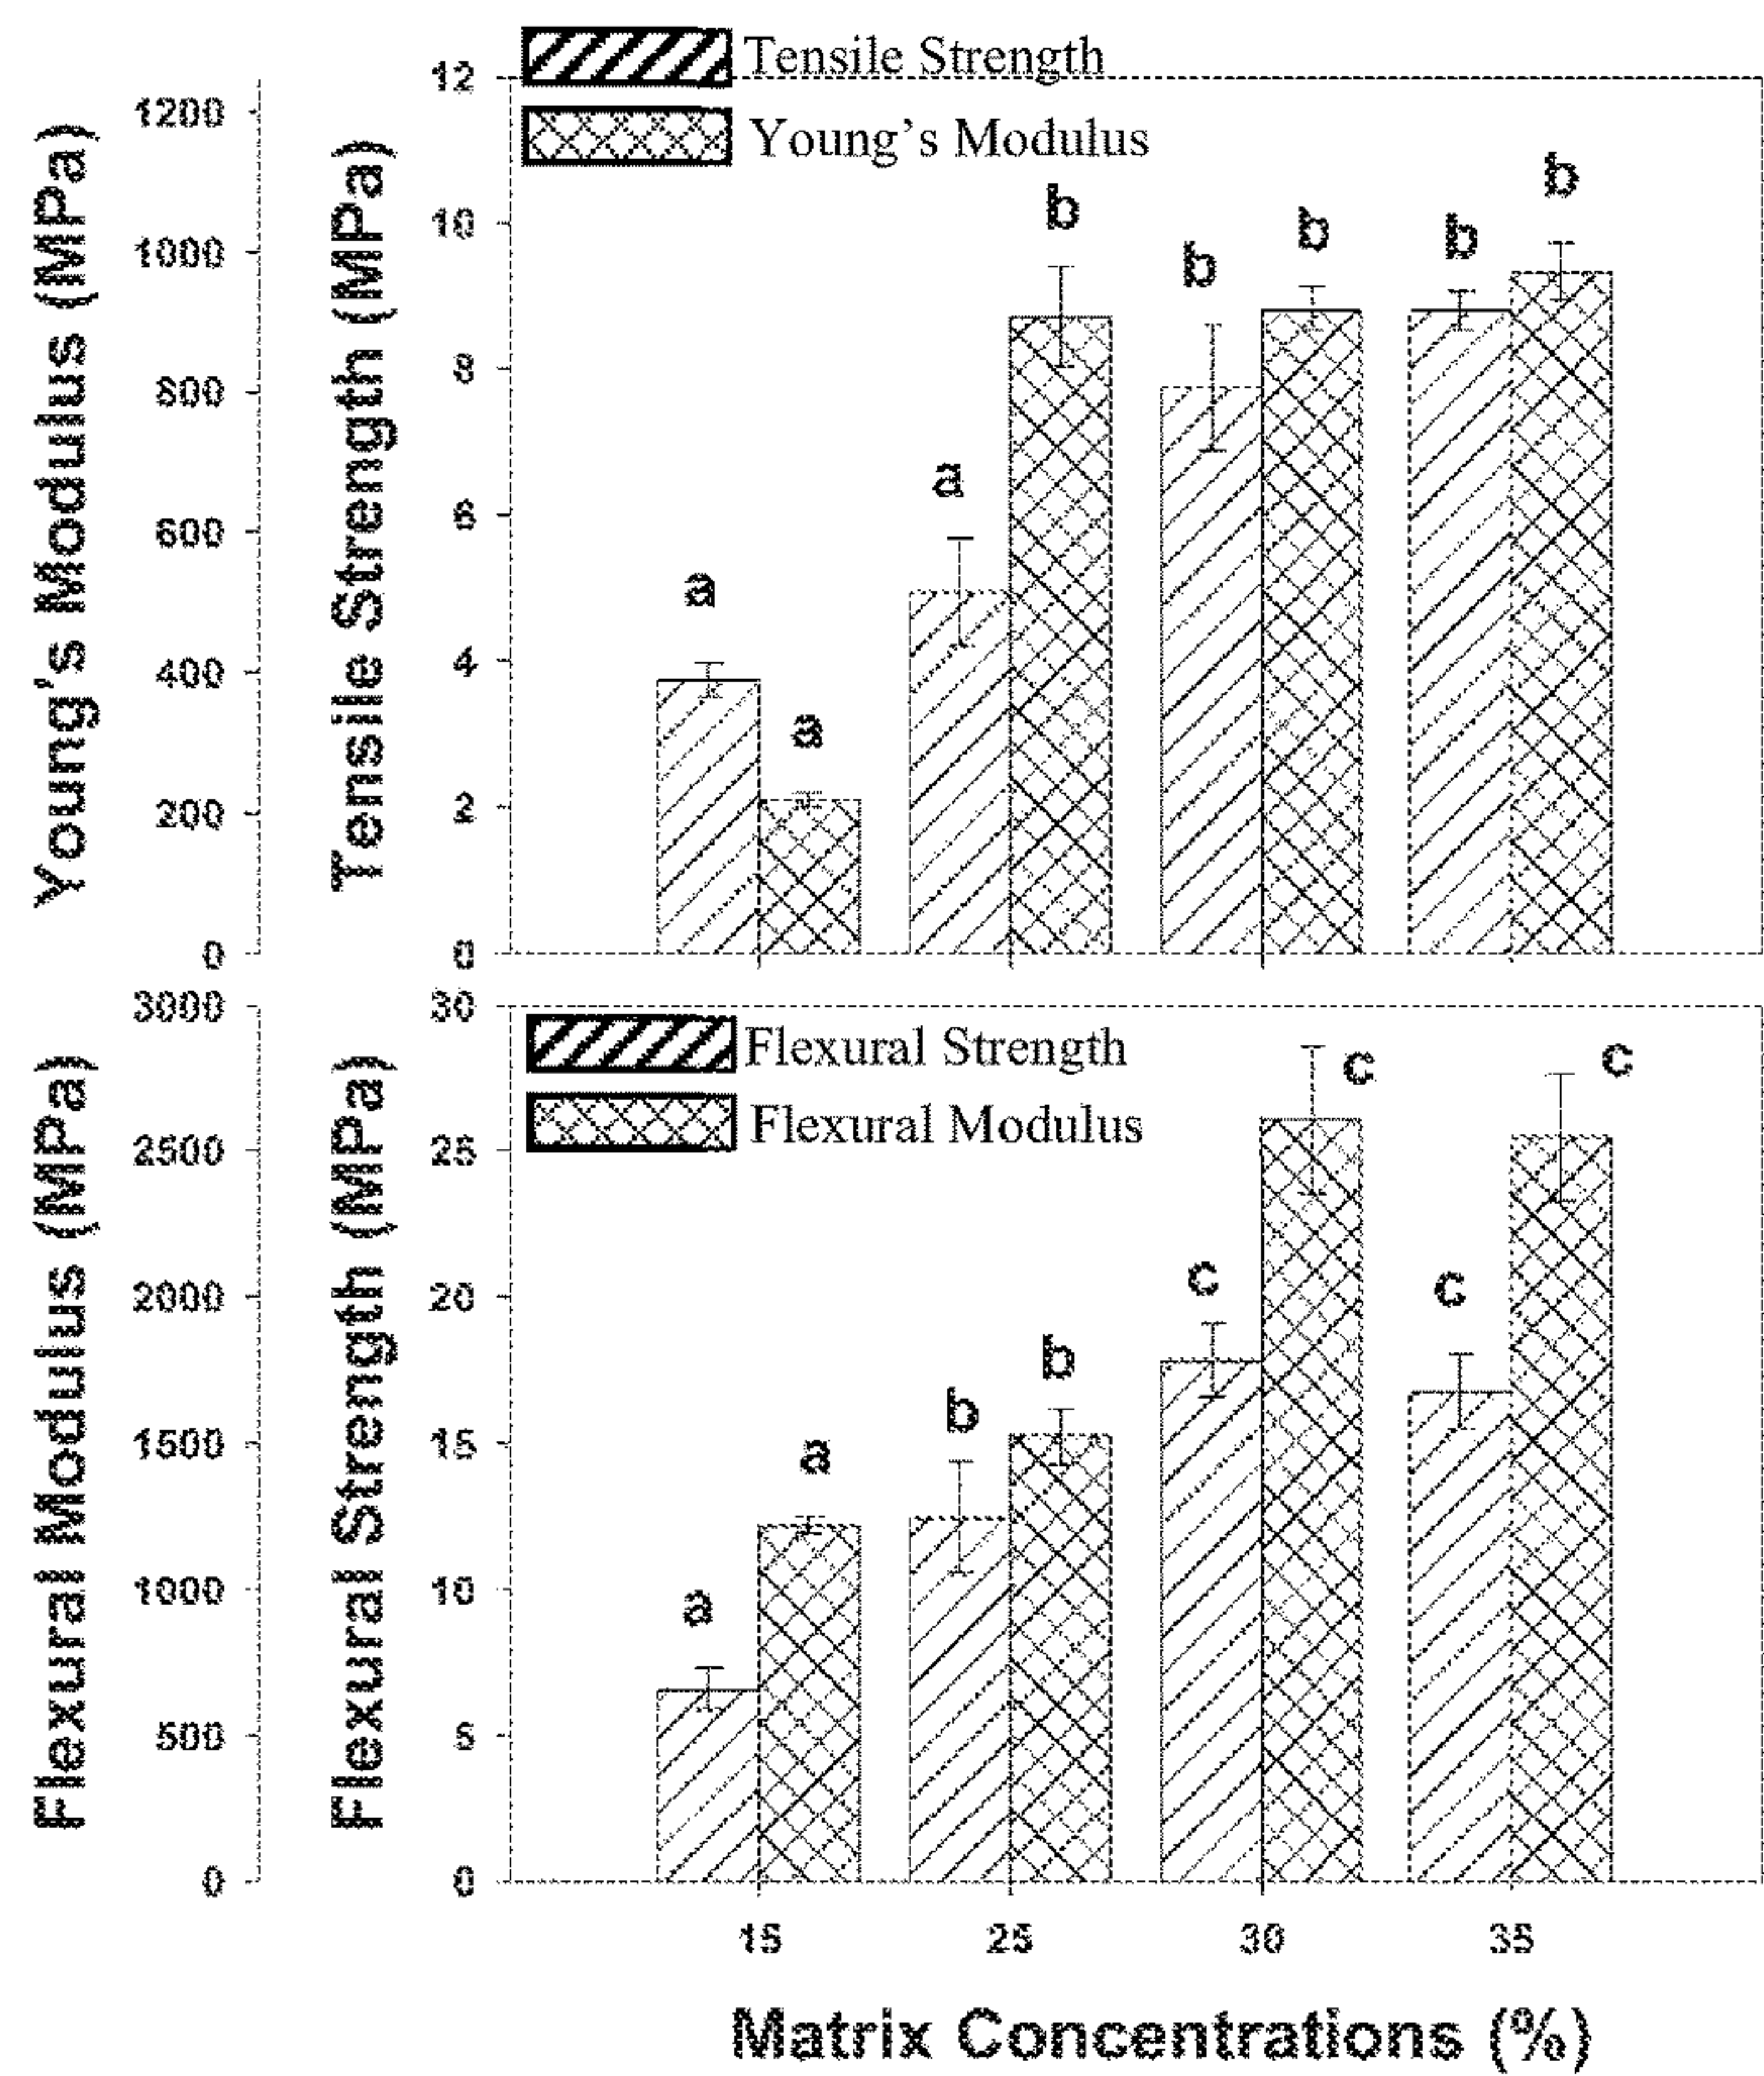 Tensile Strength
Young's Modulus
Young's Modulus (MPa)
1200
1000
800
600
400
200
0
Tensile Strength (MPa)
12
10
8
6
4
2
0
a
a
a
b
b
b
b
b
Flexural Strength
Flexural Modulus
Flexural Modulus (MPa)
3000
2500
2000
1500
1000
500
0
Flexural Strength (MPa)
30
25
20
15
10
5
0
a
a
b
b
c
c
c
c
15 25 30 35
Matrix Concentrations (%)